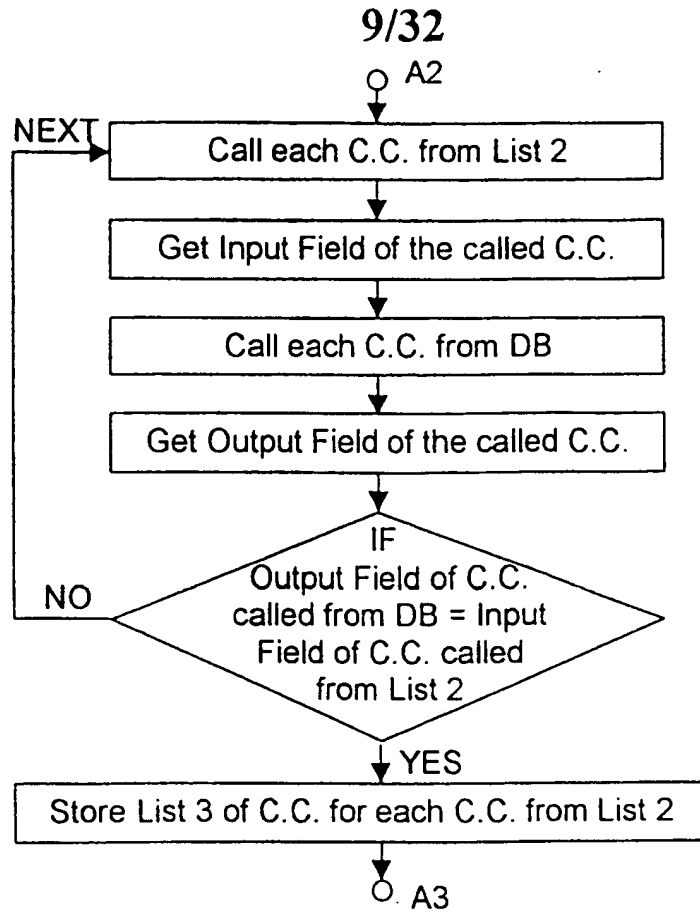 9/32
A2
NEXT
Call each C.C. from List 2
Get Input Field of the called C.C.
Call each C.C. from DB
Get Output Field of the called C.C.
IF
Output Field of C.C.
called from DB = Input
Field of C.C. called
from List 2
NO
YES
Store List 3 of C.C. for each C.C. from List 2
A3